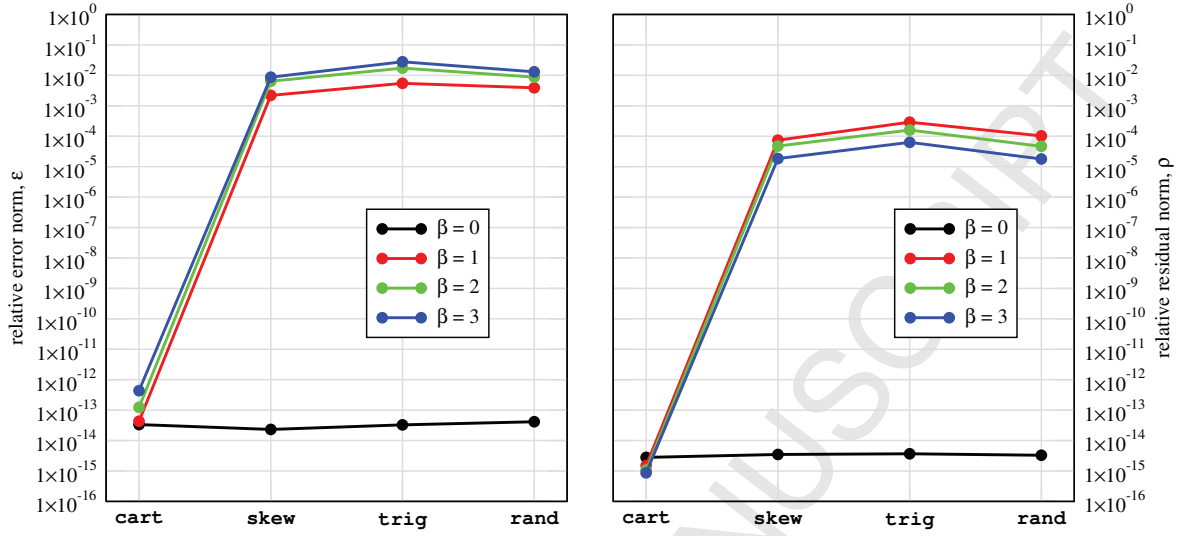 1×10⁰
1×10⁻¹
1×10⁻²
1×10⁻³
1×10⁻⁴
1×10⁻⁵
1×10⁻⁶
1×10⁻⁷
1×10⁻⁸
1×10⁻⁹
1×10⁻¹⁰
1×10⁻¹¹
1×10⁻¹²
1×10⁻¹³
1×10⁻¹⁴
1×10⁻¹⁵
1×10⁻¹⁶
relative error norm, ε
β = 0
β = 1
β = 2
β = 3
cart skew trig rand
1×10⁰
1×10⁻¹
1×10⁻²
1×10⁻³
1×10⁻⁴
1×10⁻⁵
1×10⁻⁶
1×10⁻⁷
1×10⁻⁸
1×10⁻⁹
1×10⁻¹⁰
1×10⁻¹¹
1×10⁻¹²
1×10⁻¹³
1×10⁻¹⁴
1×10⁻¹⁵
1×10⁻¹⁶
relative residual norm, ρ
β = 0
β = 1
β = 2
β = 3
cart skew trig rand
NUSCRIPT